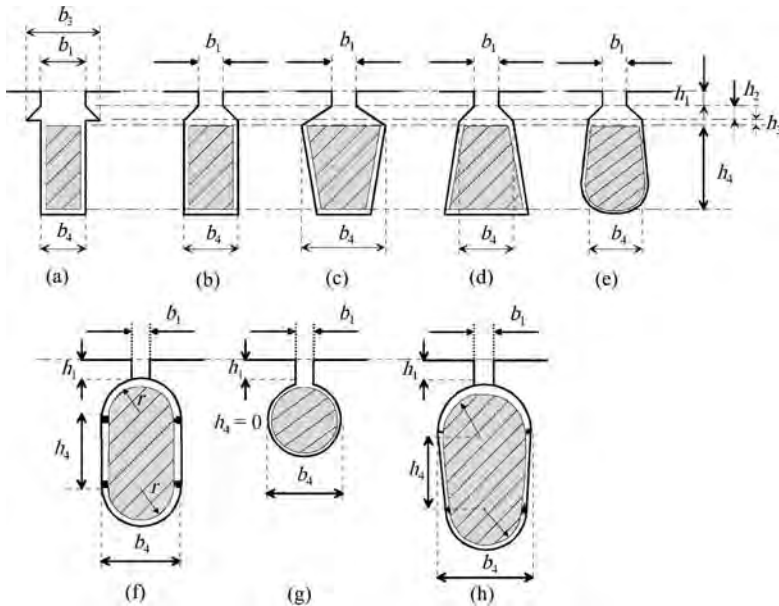 b₃
b₁ b₁ b₁ b₁ b₁
h₁ h₂
h₃
h₄
b₄ b₄ b₄ b₄ b₄
(a) (b) (c) (d) (e)
b₁ b₁ b₁
h₁ h₁ h₁
r
h₄ h₄ = 0 h₄
r
b₄ b₄ b₄
(f) (g) (h)